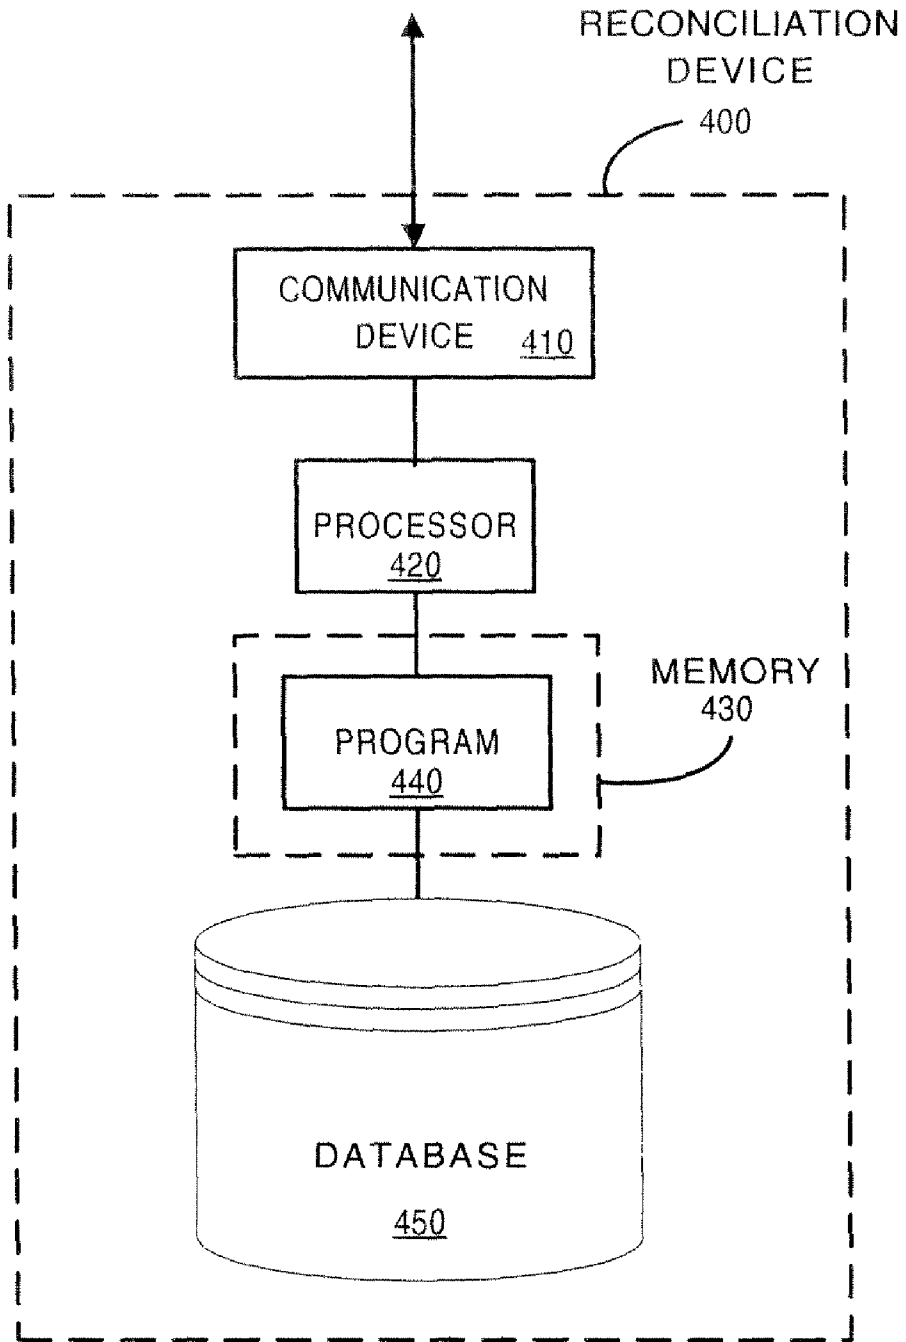 RECONCILIATION
DEVICE
400
COMMUNICATION
DEVICE 410
PROCESSOR
420
MEMORY
430
PROGRAM
440
DATABASE
450